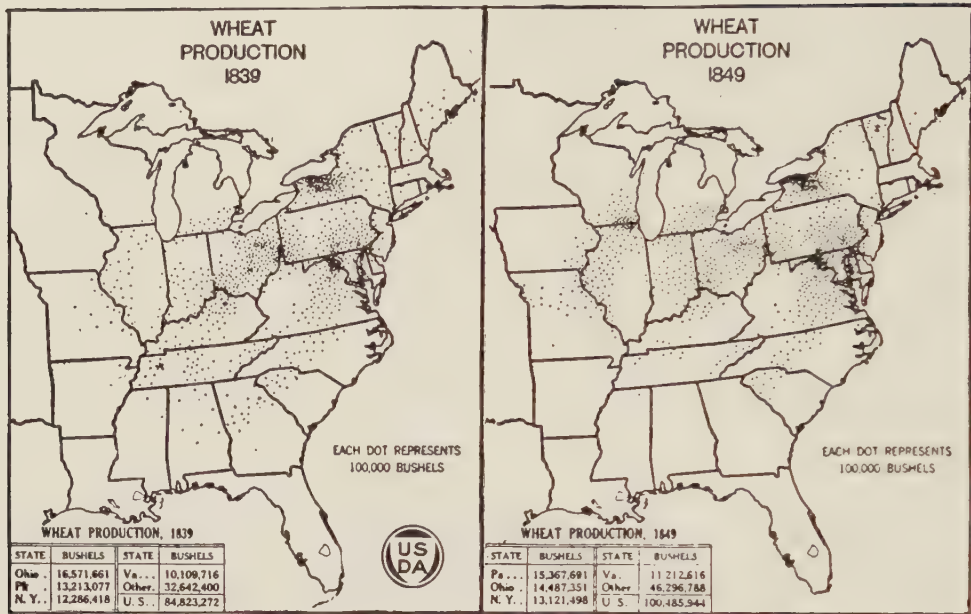 WHEAT
PRODUCTION
1839
EACH DOT REPRESENTS
100,000 BUSHELS
WHEAT PRODUCTION, 1839
STATE BUSHELS STATE BUSHELS
Ohio . 16,571,661 Va... 10,109,716
13,213,077 Other. 32,642,400
N. Y.. 12,286,418 U. S.. 84,823,272
US
DA
WHEAT
PRODUCTION
1849
EACH DOT REPRESENTS
100,000 BUSHELS
WHEAT PRODUCTION, 1849
STATE BUSHELS STATE BUSHELS
Pa... 15,367,691 Va. 11,212,616
Ohio . 14,487,351 Other 46,296,788
N. Y.. 13,121,498 U. S. 100,485,944